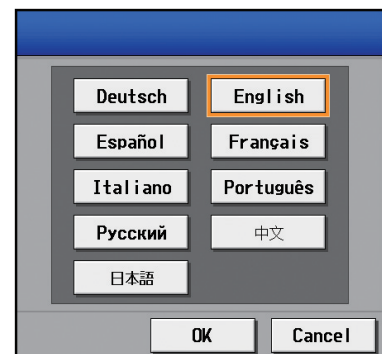 Deutsch English
Español Français
Italiano Português
Русский 中文
日本語
OK Cancel